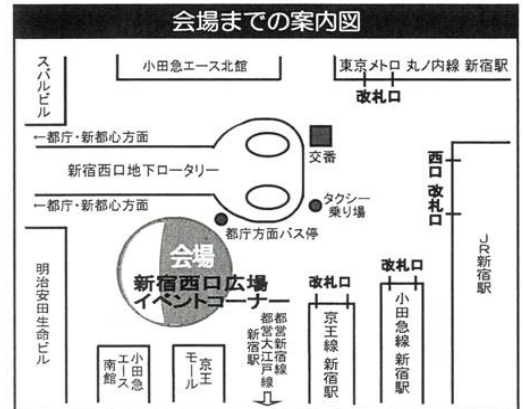 会場までの案内図
スバルビル
小田急エース北館
東京メトロ 丸ノ内線 新宿駅
改札口
←都庁・新都心方面
交番
新宿西口地下ロータリー
西口 改札口
←都庁・新都心方面
タクシー
乗り場
都庁方面バス停
JR新宿駅
会場
新宿西口広場
イベントコーナー
明治安田生命ビル
改札口
改札口
京王線 新宿駅
小田急線 新宿駅
都営新宿線
都営大江戸線
新宿駅
小田急
エース
南館
京王
モール